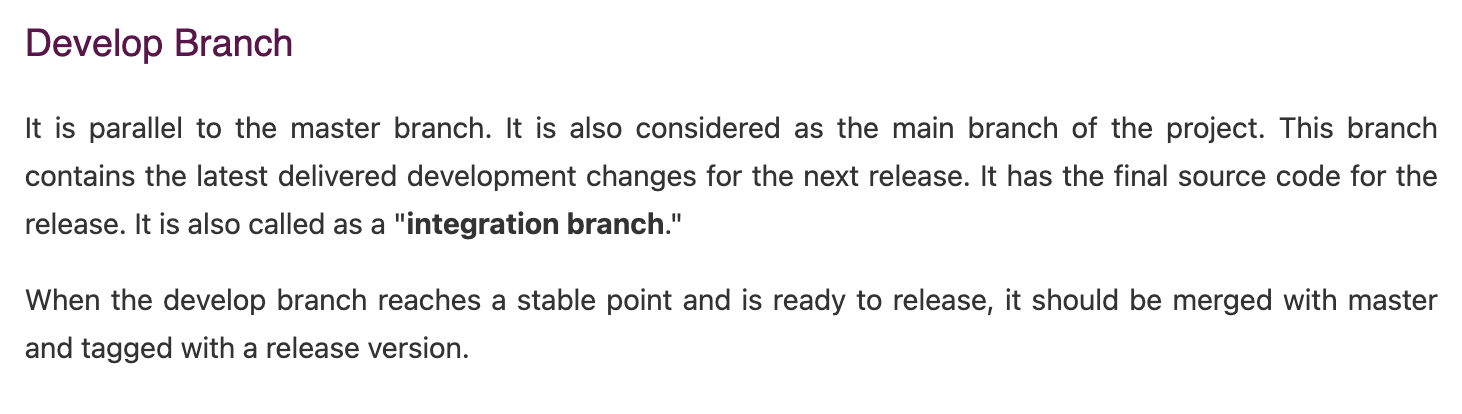 Develop Branch
It is parallel to the master branch. It is also considered as the main branch of the project. This branch
contains the latest delivered development changes for the next release. It has the final source code for the
release. It is also called as a "integration branch."
When the develop branch reaches a stable point and is ready to release, it should be merged with master
and tagged with a release version.